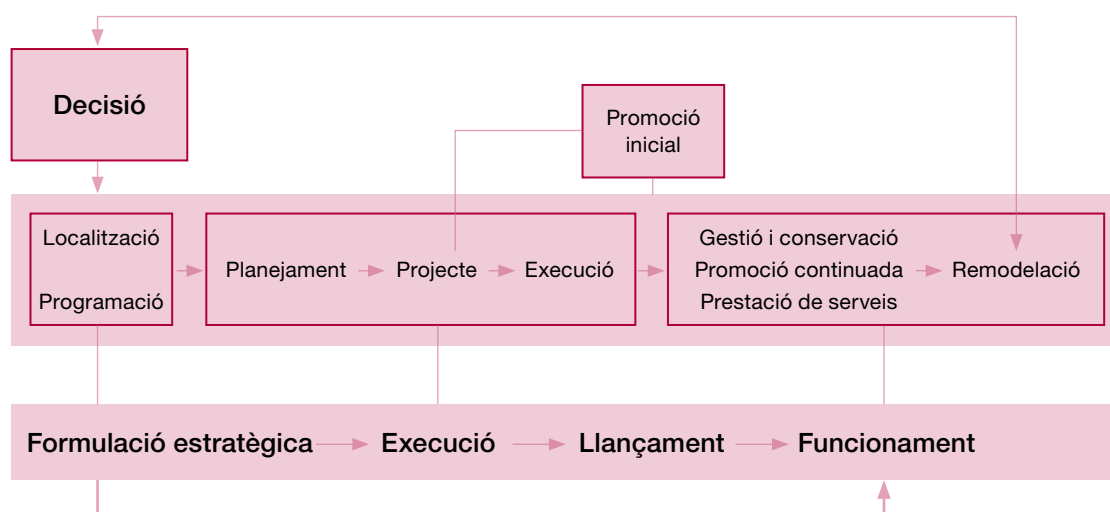 Decisió
Promoció
inicial
Localització
Programació
Planejament
Projecte
Execució
Gestió i conservació
Promoció continuada
Prestació de serveis
Remodelació
Formulació estratègica
Execució
Llançament
Funcionament